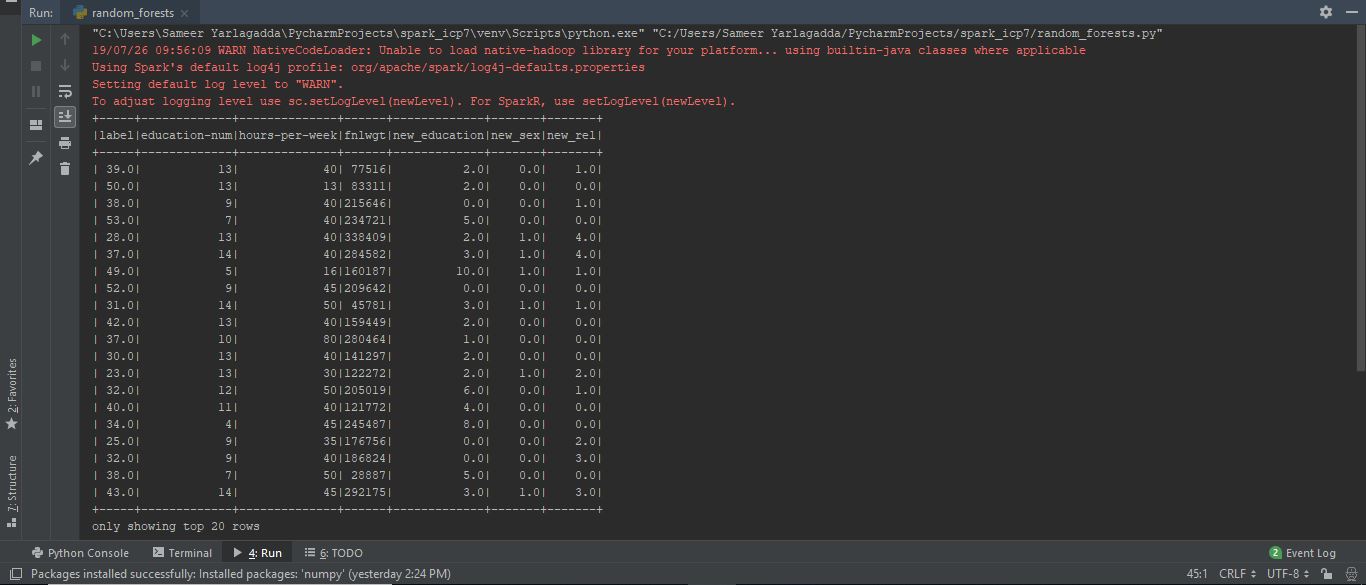 Run: random_forests
"C:\Users\Sameer Yarlagadda\PycharmProjects\spark_icp7\venv\Scripts\python.exe" "C:/Users/Sameer Yarlagadda/PycharmProjects/spark_icp7/random_forests.py"
19/07/26 09:56:09 WARN NativeCodeLoader: Unable to load native-hadoop library for your platform... using builtin-java classes where applicable
Using Spark's default log4j profile: org/apache/spark/log4j-defaults.properties
Setting default log level to "WARN".
To adjust logging level use sc.setLogLevel(newLevel). For SparkR, use setLogLevel(newLevel).
+-----+-------------+--------------+------+-------------+-------+-------+
|label|education-num|hours-per-week|fnlwgt|new_education|new_sex|new_rel|
+-----+-------------+--------------+------+-------------+-------+-------+
| 39.0|           13|            40| 77516|          2.0|    0.0|    1.0|
| 50.0|           13|            13| 83311|          2.0|    0.0|    0.0|
| 38.0|            9|            40|215646|          0.0|    0.0|    1.0|
| 53.0|            7|            40|234721|          5.0|    0.0|    0.0|
| 28.0|           13|            40|338409|          2.0|    1.0|    4.0|
| 37.0|           14|            40|284582|          3.0|    1.0|    4.0|
| 49.0|            5|            16|160187|         10.0|    1.0|    1.0|
| 52.0|            9|            45|209642|          0.0|    0.0|    0.0|
| 31.0|           14|            50| 45781|          3.0|    1.0|    1.0|
| 42.0|           13|            40|159449|          2.0|    0.0|    0.0|
| 37.0|           10|            80|280464|          1.0|    0.0|    0.0|
| 30.0|           13|            40|141297|          2.0|    0.0|    0.0|
| 23.0|           13|            30|122272|          2.0|    1.0|    2.0|
| 32.0|           12|            50|205019|          6.0|    0.0|    1.0|
| 40.0|           11|            40|121772|          4.0|    0.0|    0.0|
| 34.0|            4|            45|245487|          8.0|    0.0|    0.0|
| 25.0|            9|            35|176756|          0.0|    0.0|    2.0|
| 32.0|            9|            40|186824|          0.0|    0.0|    3.0|
| 38.0|            7|            50| 28887|          5.0|    0.0|    0.0|
| 43.0|           14|            45|292175|          3.0|    1.0|    3.0|
+-----+-------------+--------------+------+-------------+-------+-------+
only showing top 20 rows
2: Favorites
7: Structure
Python Console Terminal 4: Run 6: TODO 2 Event Log
Packages installed successfully: Installed packages: 'numpy' (yesterday 2:24 PM) 45:1 CRLF UTF-8